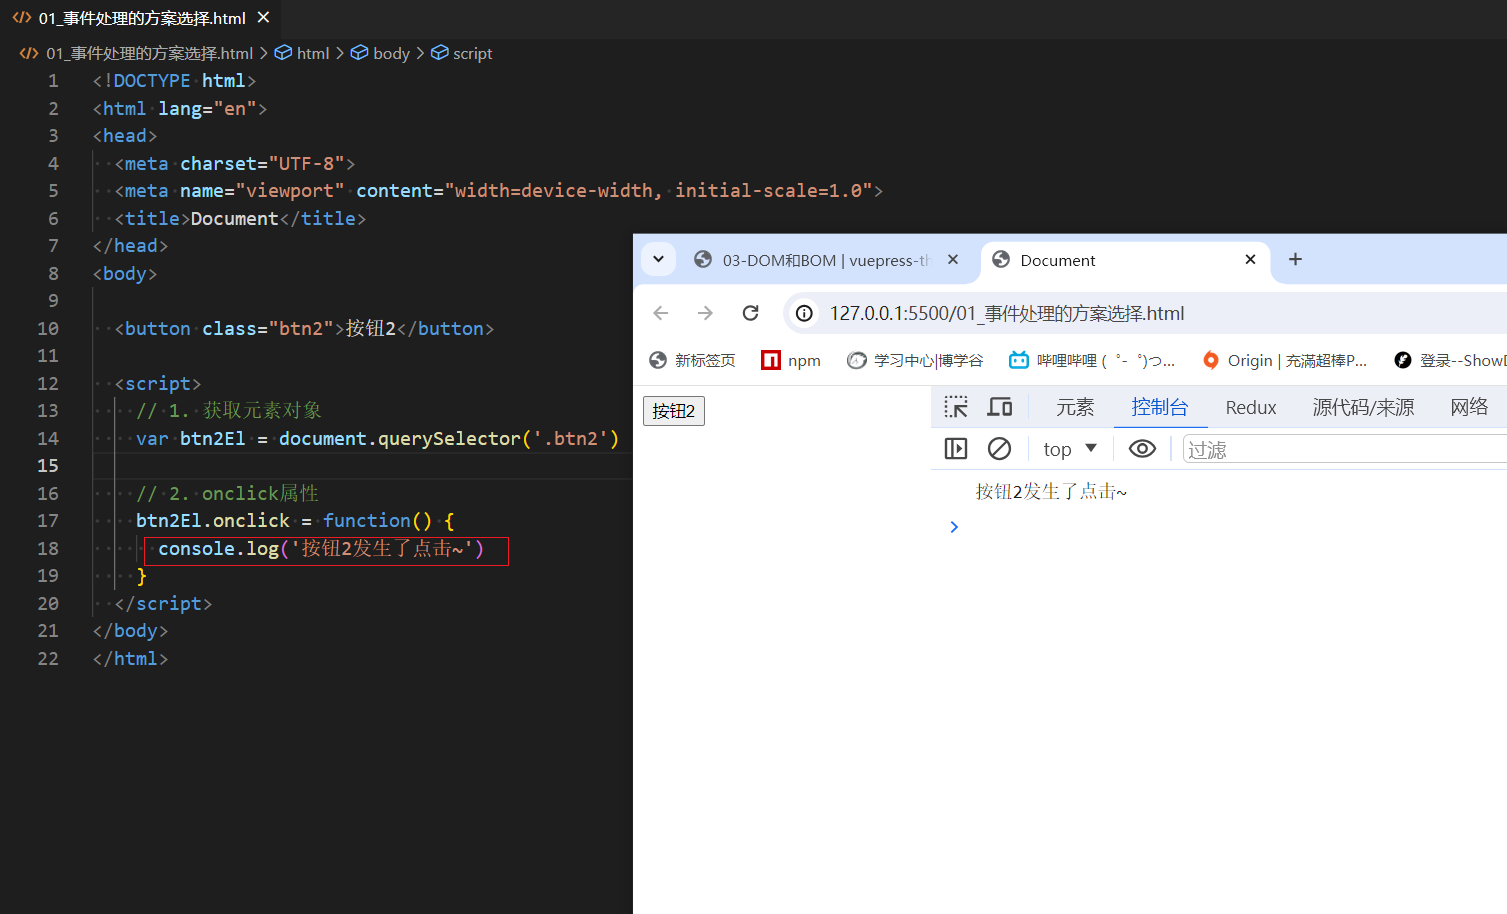 01_事件处理的方案选择.html
01_事件处理的方案选择.html > html > body > script
1 <!DOCTYPE html>
2 <html lang="en">
3 <head>
4 <meta charset="UTF-8">
5 <meta name="viewport" content="width=device-width, initial-scale=1.0">
6 <title>Document</title>
7 </head>
8 <body>
9
10 <button class="btn2">按钮2</button>
11
12 <script>
13 // 1. 获取元素对象
14 var btn2El = document.querySelector('.btn2')
15
16 // 2. onclick属性
17 btn2El.onclick = function() {
18 console.log('按钮2发生了点击~')
19 }
20 </script>
21 </body>
22 </html>
03-DOM和BOM | vuepress-th
Document
127.0.0.1:5500/01_事件处理的方案选择.html
新标签页 npm 学习中心|博学谷 哔哩哔哩 (゜-゜)つ... Origin | 充滿超棒P... 登录--ShowD
按钮2
元素 控制台 Redux 源代码/来源 网络
top 过滤
按钮2发生了点击~